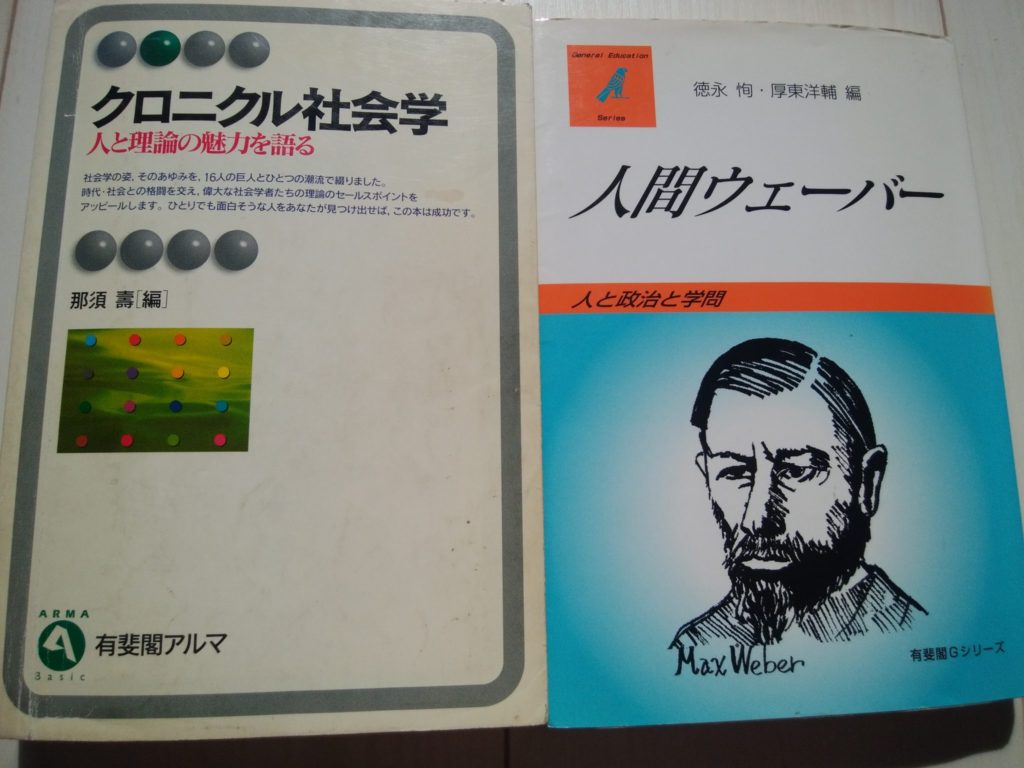 クロニクル社会学
人と理論の魅力を語る
社会学の姿、そのあゆみを、16人の巨人とひとつの潮流で綴りました。
時代・社会との格闘を交え、偉大な社会学者たちの理論のセールスポイントを
アッピールします。ひとりでも面白そうな人をあなたが見つけ出せば、この本は成功です。
那須 壽[編]
ARMA
有斐閣アルマ
Basic
General Education
Series
徳永 恂・厚東洋輔 編
人間ウェーバー
人と政治と学問
Max Weber
有斐閣Gシリーズ